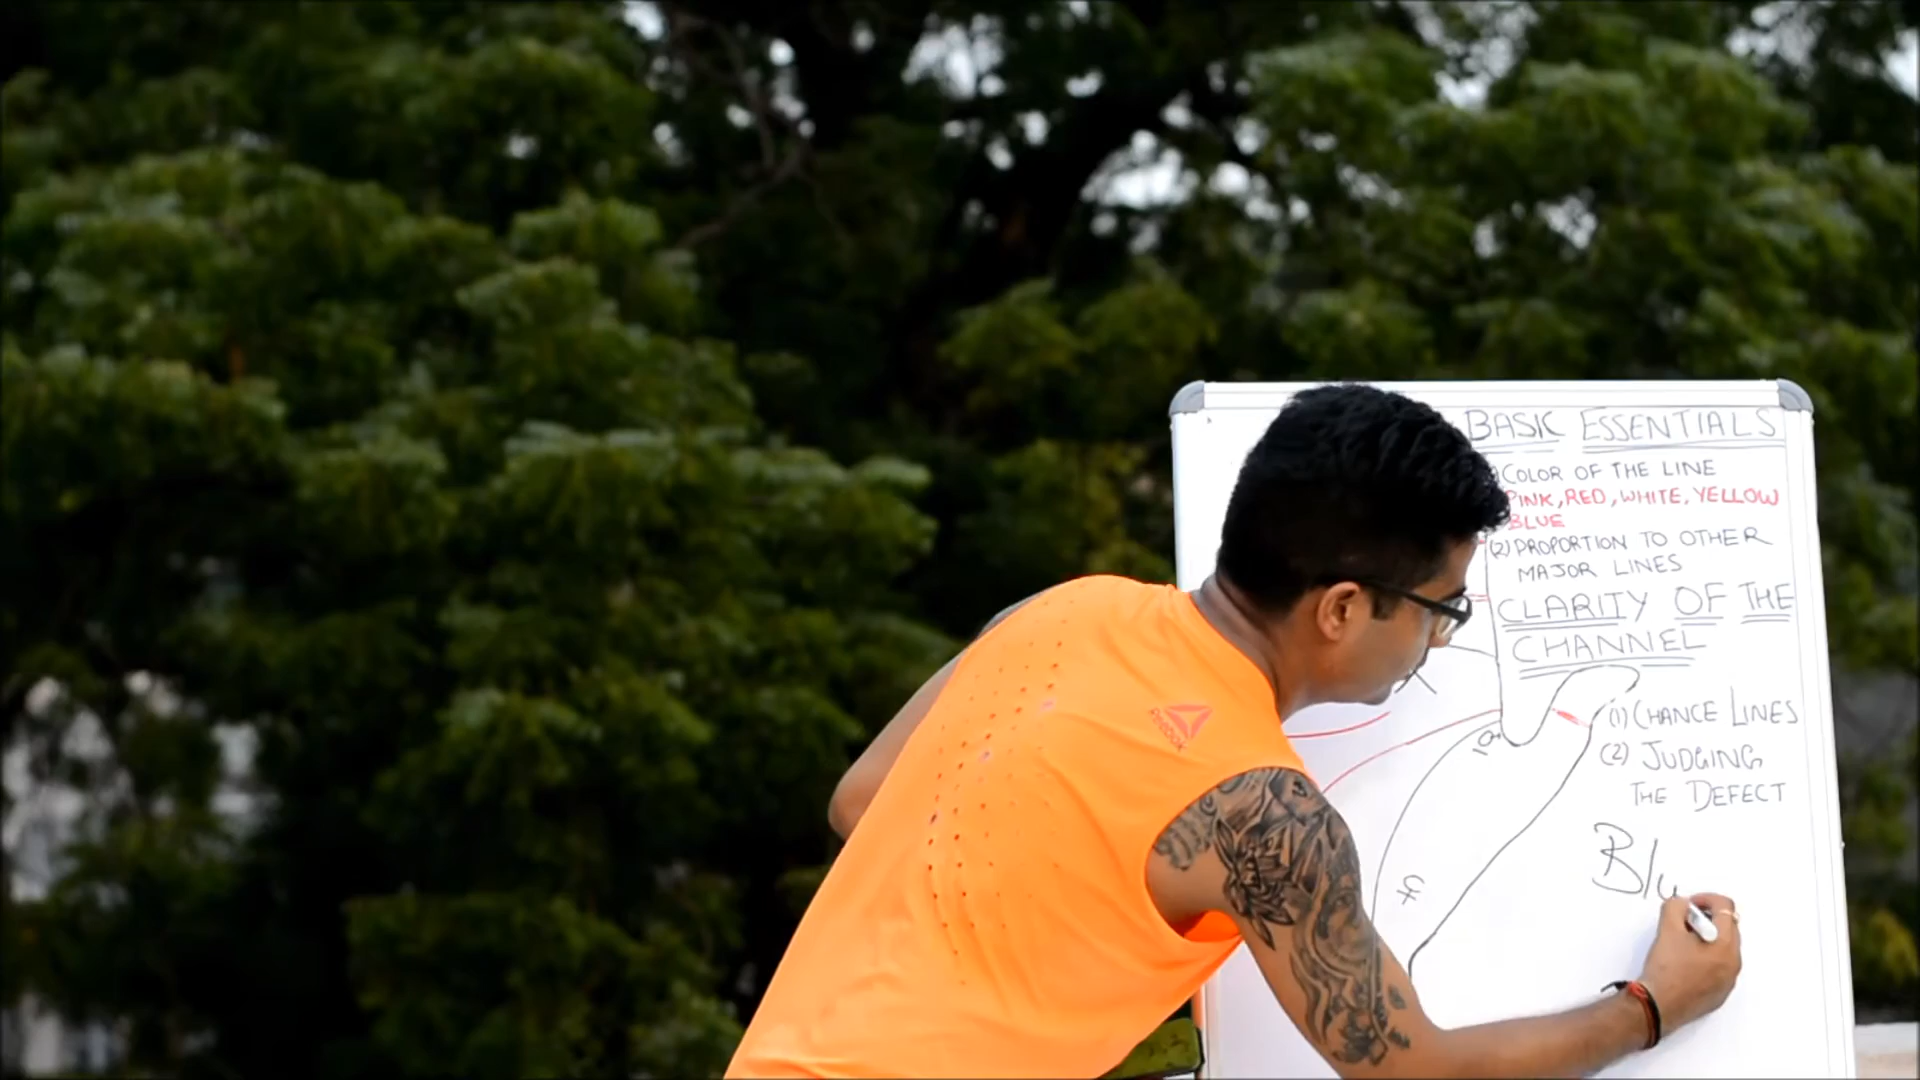 BASIC ESSENTIALS
COLOR OF THE LINE
PINK, RED, WHITE, YELLOW
BLUE
(2) PROPORTION TO OTHER
MAJOR LINES
CLARITY OF THE
CHANNEL
(1) CHANCE LINES
(2) JUDGING
THE DEFECT
Blu
Reebok